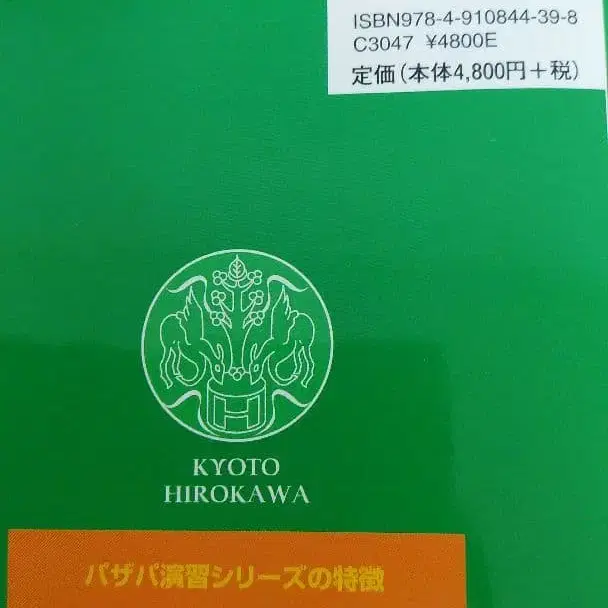 ISBN978-4-910844-39-8
C3047 ¥4800E
定価(本体4,800円+税)
H
KYOTO
HIROKAWA
パザパ演習シリーズの特徴